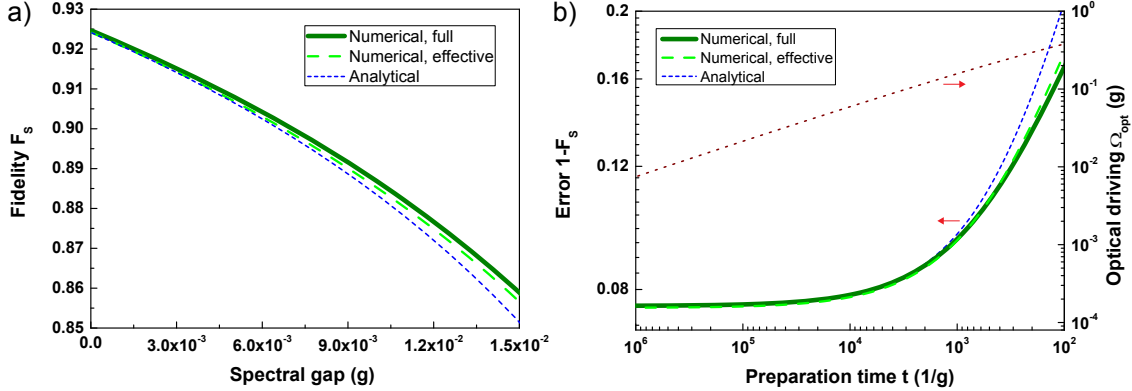 a)
Fidelity F_S
0.93
0.92
0.91
0.90
0.89
0.88
0.87
0.86
0.85
Numerical, full
Numerical, effective
Analytical
0.0
3.0x10^-3
6.0x10^-3
9.0x10^-3
1.2x10^-2
1.5x10^-2
Spectral gap (g)
b)
Error 1-F_S
0.2
0.16
0.12
0.08
Numerical, full
Numerical, effective
Analytical
10^0
10^-1
10^-2
10^-3
10^-4
Optical driving Ω_opt (g)
10^6
10^5
10^4
10^3
10^2
Preparation time t (1/g)